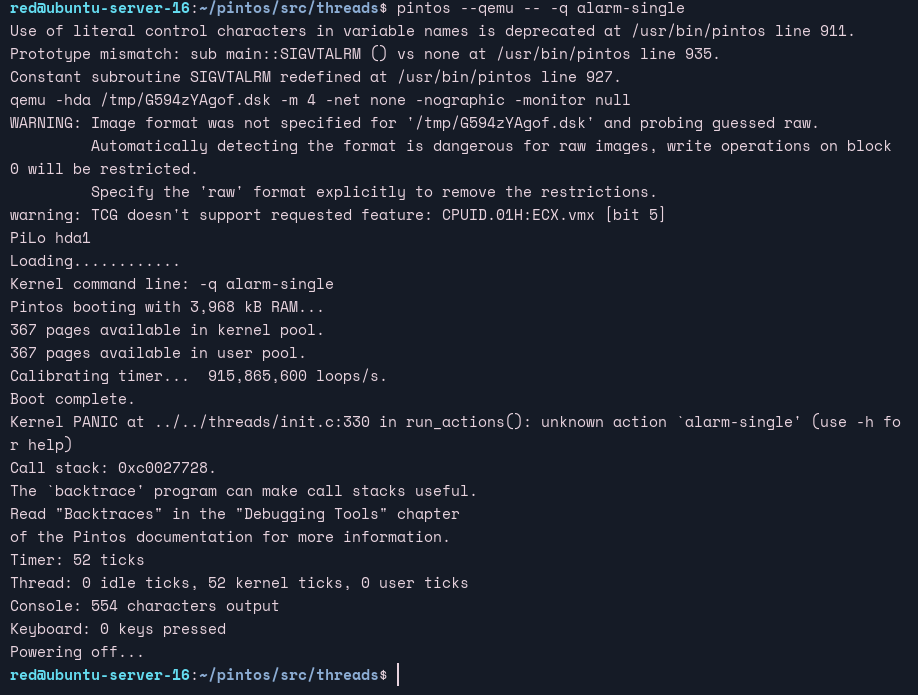 red@ubuntu-server-16:~/pintos/src/threads$ pintos --qemu -- -q alarm-single
Use of literal control characters in variable names is deprecated at /usr/bin/pintos line 911.
Prototype mismatch: sub main::SIGVTALRM () vs none at /usr/bin/pintos line 935.
Constant subroutine SIGVTALRM redefined at /usr/bin/pintos line 927.
qemu -hda /tmp/G594zYAgof.dsk -m 4 -net none -nographic -monitor null
WARNING: Image format was not specified for '/tmp/G594zYAgof.dsk' and probing guessed raw.
         Automatically detecting the format is dangerous for raw images, write operations on block
0 will be restricted.
         Specify the 'raw' format explicitly to remove the restrictions.
warning: TCG doesn't support requested feature: CPUID.01H:ECX.vmx [bit 5]
PiLo hda1
Loading............
Kernel command line: -q alarm-single
Pintos booting with 3,968 kB RAM...
367 pages available in kernel pool.
367 pages available in user pool.
Calibrating timer...  915,865,600 loops/s.
Boot complete.
Kernel PANIC at ../../threads/init.c:330 in run_actions(): unknown action `alarm-single' (use -h fo
r help)
Call stack: 0xc0027728.
The `backtrace' program can make call stacks useful.
Read "Backtraces" in the "Debugging Tools" chapter
of the Pintos documentation for more information.
Timer: 52 ticks
Thread: 0 idle ticks, 52 kernel ticks, 0 user ticks
Console: 554 characters output
Keyboard: 0 keys pressed
Powering off...
red@ubuntu-server-16:~/pintos/src/threads$